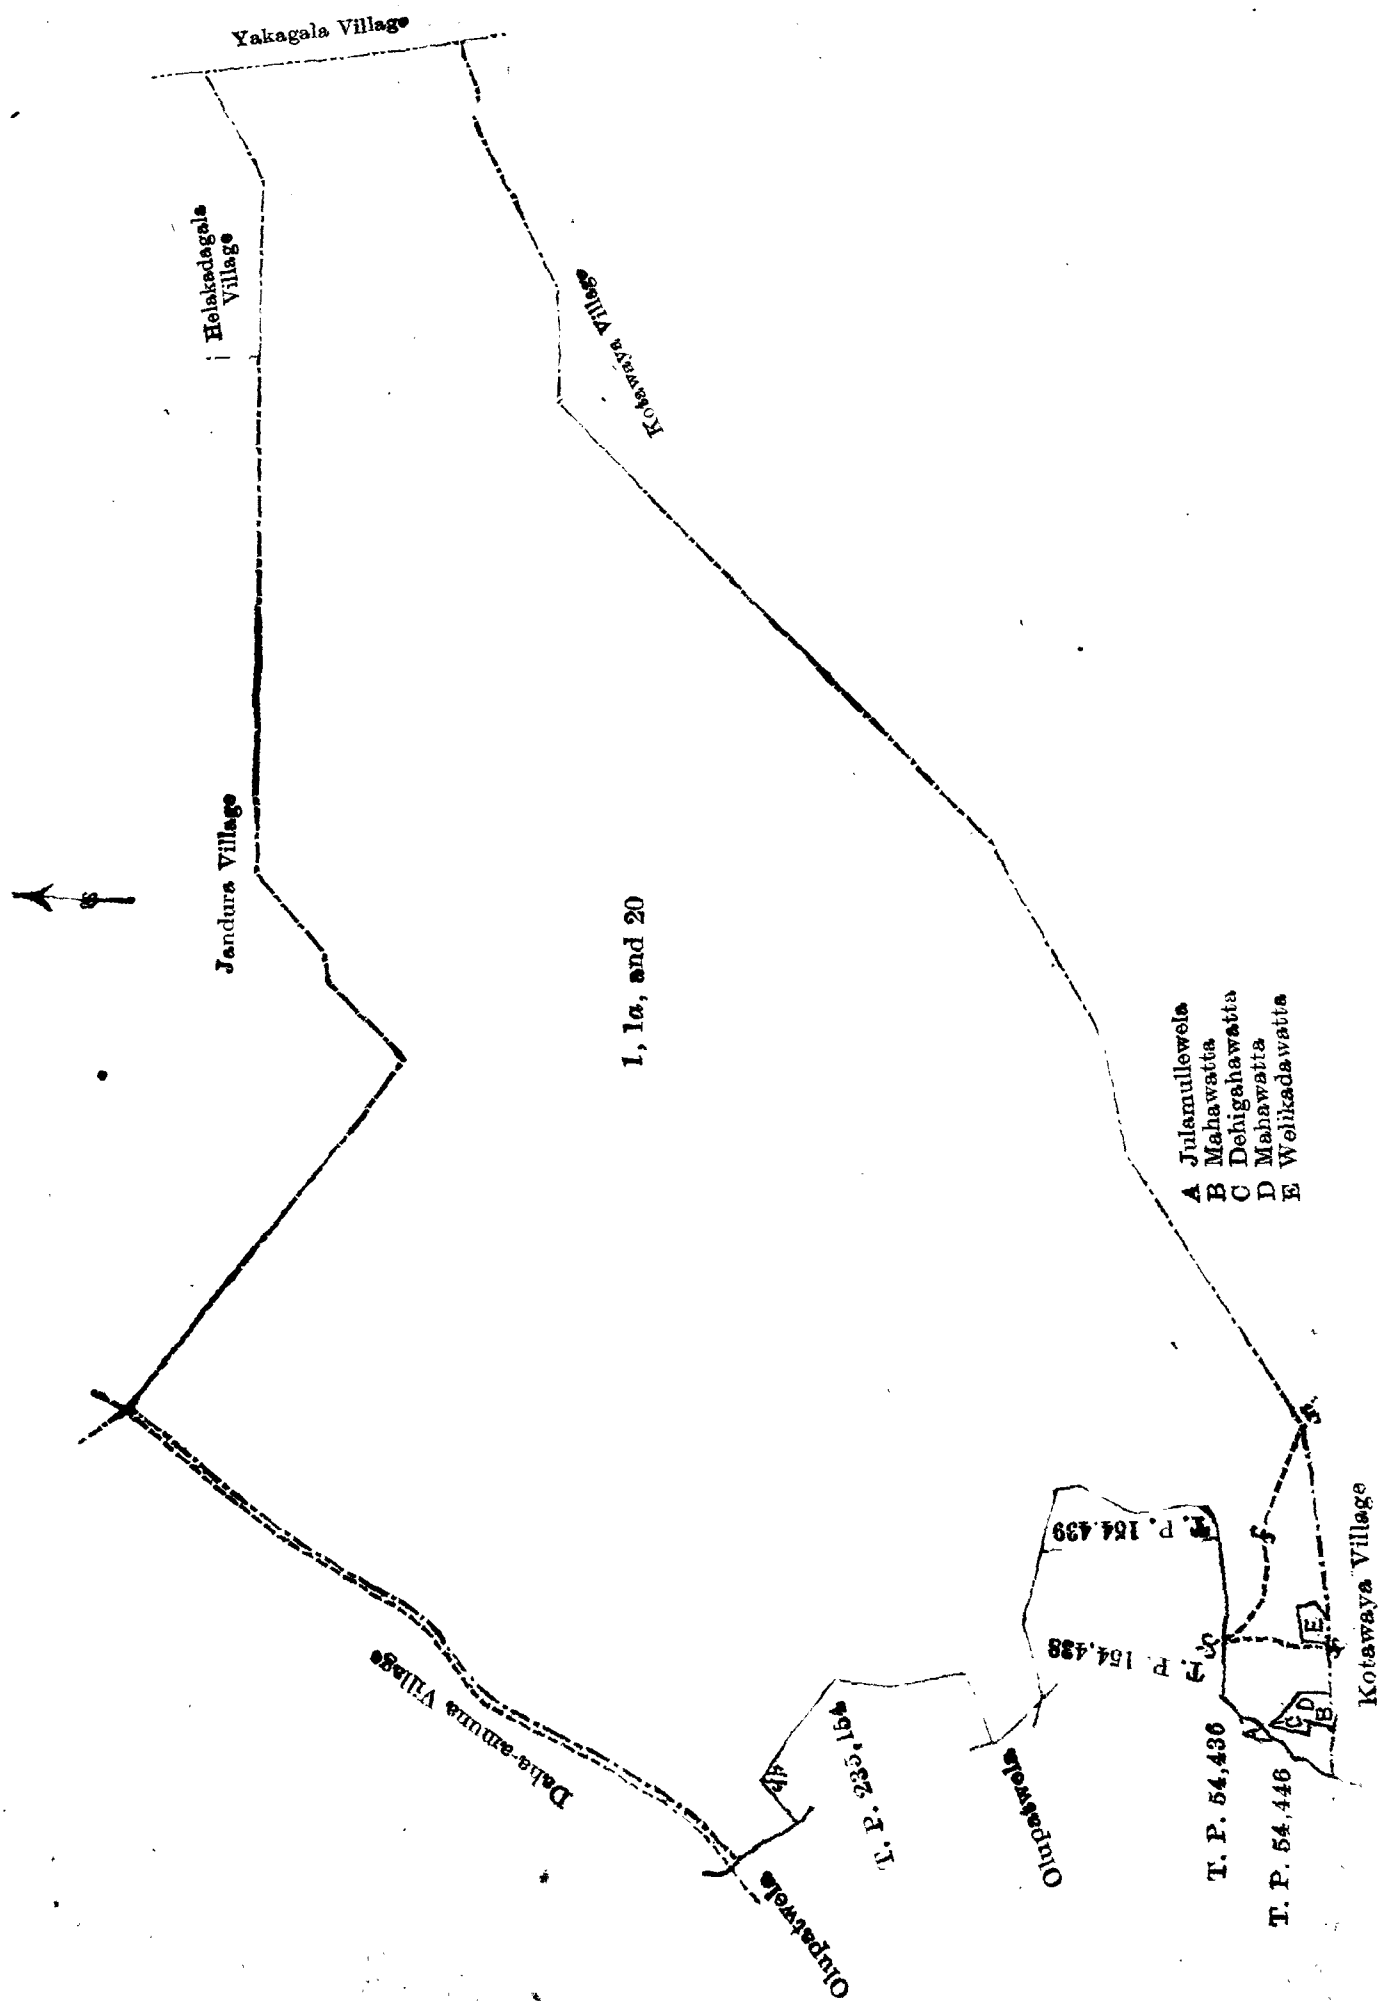 Yakagala Village
Helakadagala
Village
Kotawaya Village
Jandura Village
1, 1a, and 20
A Julamullewela
B Mahawatta
C Dehigahawatta
D Mahawatta
E Welikadawatta
Daha-amuna Village
T. P. 154,439
T. P. 154,438
T. P. 235,154
Olupatwela
Olupatwela
T. P. 54,436
T. P. 54,446
A
C
D
B
E
Kotawaya Village